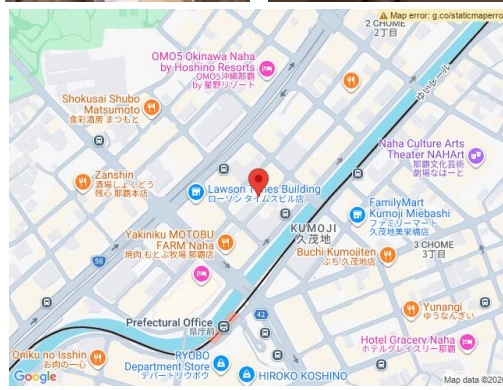 Map error: g.co/staticmaperro
2 CHOME
2丁目
OMO5 Okinawa Naha
by Hoshino Resorts
OMO5沖縄那覇
by 星野リゾート
ゆいレール
Shokusai Shubo
Matsumoto
食彩酒房 まつもと
Naha Culture Arts
Theater NAHArt
那覇文化芸術
劇場なはーと
Zanshin
酒場しょくどう
残心 那覇本店
Lawson Times Building
ローソン タイムスビル店
FamilyMart
Kumoji Miebashi
ファミリーマート
久茂地美栄橋店
KUMOJI
久茂地
Yakiniku MOTOBU
FARM Naha
焼肉 もとぶ牧場 那覇店
Buchi Kumojiten
ぶち 久茂地店
3 CHOME
3丁目
58
42
Prefectural Office
県庁前
Yunangi
ゆうなんぎい
Oniku no Isshin
お肉の一心
RYUBO
Department Store
デパートリウボウ
HIROKO KOSHINO
Hotel Gracery Naha
ホテルグレイスリー那覇
Google
Map data ©202